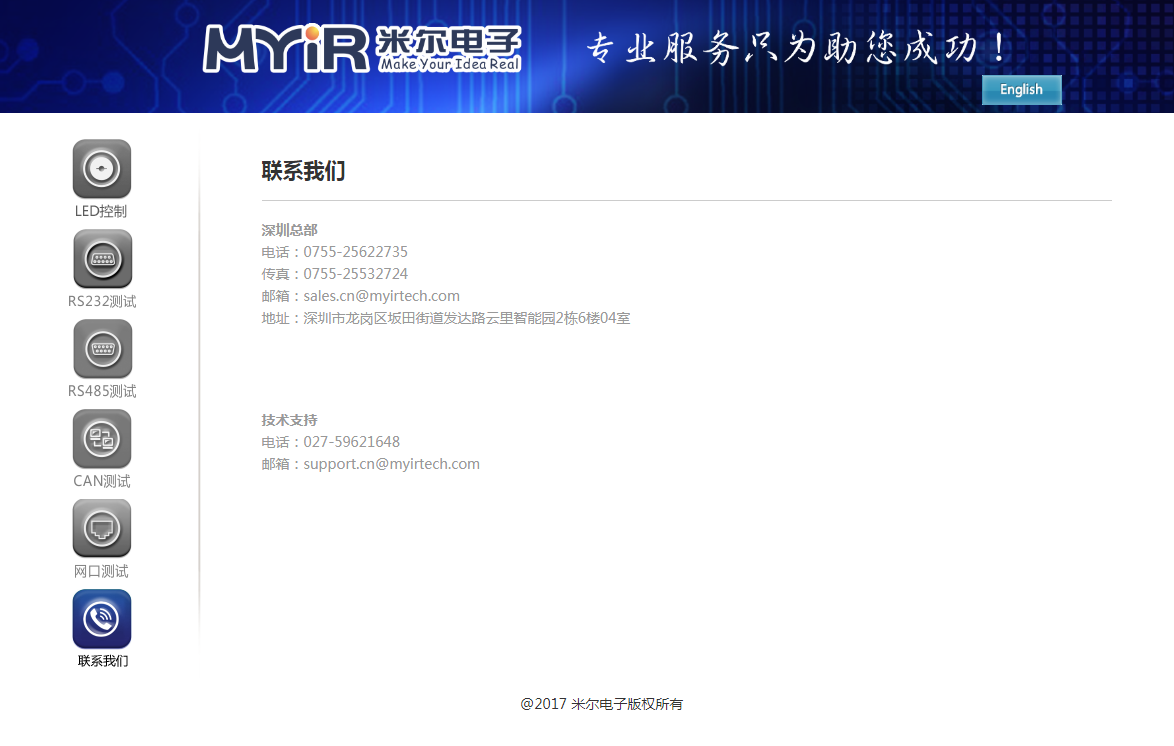 MYiR 米尔电子
Make Your Idea Real
专业服务只为助您成功！
English
LED控制
RS232测试
RS485测试
CAN测试
网口测试
联系我们
联系我们
深圳总部
电话：0755-25622735
传真：0755-25532724
邮箱：sales.cn@myirtech.com
地址：深圳市龙岗区坂田街道发达路云里智能园2栋6楼04室
技术支持
电话：027-59621648
邮箱：support.cn@myirtech.com
@2017 米尔电子版权所有